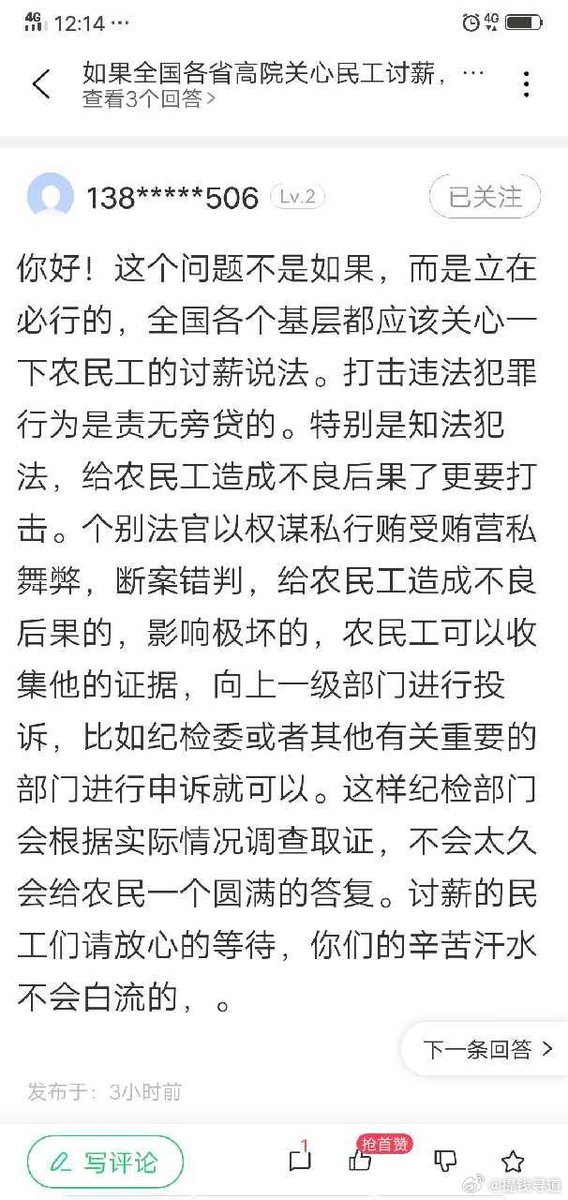 4G 12:14 ··· 4G
如果全国各省高院关心民工讨薪，…
查看3个回答>
138*****506 Lv.2 已关注
你好！这个问题不是如果，而是立在
必行的，全国各个基层都应该关心一
下农民工的讨薪说法。打击违法犯罪
行为是责无旁贷的。特别是知法犯
法，给农民工造成不良后果了更要打
击。个别法官以权谋私行贿受贿营私
舞弊，断案错判，给农民工造成不良
后果的，影响极坏的，农民工可以收
集他的证据，向上一级部门进行投
诉，比如纪检委或者其他有关重要的
部门进行申诉就可以。这样纪检部门
会根据实际情况调查取证，不会太久
会给农民一个圆满的答复。讨薪的民
工们请放心的等待，你们的辛苦汗水
不会白流的，。
下一条回答 >
发布于：3小时前
写评论 1 抢首赞
@提钱寻道